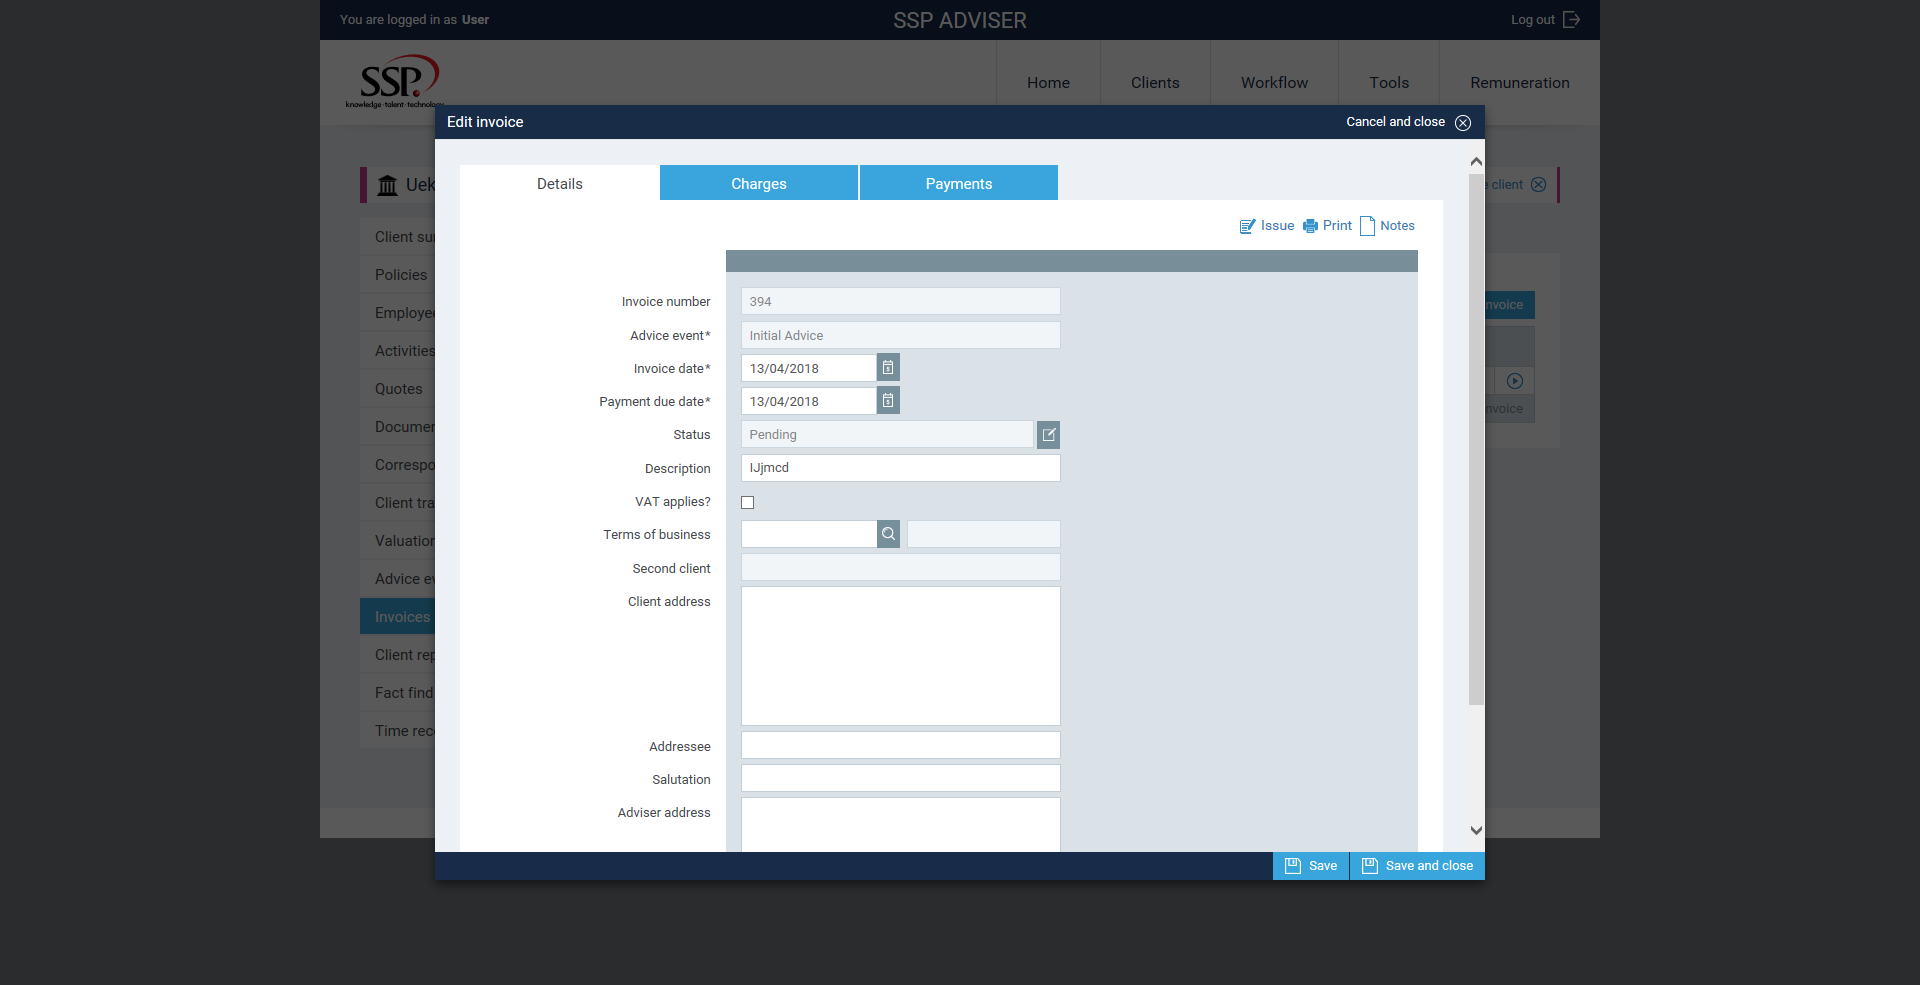 You are logged in as User
SSP ADVISER
Log out
SSP
knowledge·talent·technology
Home
Clients
Workflow
Tools
Remuneration
Edit invoice
Cancel and close
Uek
client
Details
Charges
Payments
Issue
Print
Notes
Client su
Policies
Employe
Activities
Quotes
Documer
Correspo
Client tra
Valuation
Advice ev
Invoices
Client rep
Fact find
Time rec
nvoice
nvoice
Invoice number
394
Advice event*
Initial Advice
Invoice date*
13/04/2018
Payment due date*
13/04/2018
Status
Pending
Description
IJjmcd
VAT applies?
Terms of business
Second client
Client address
Addressee
Salutation
Adviser address
Save
Save and close